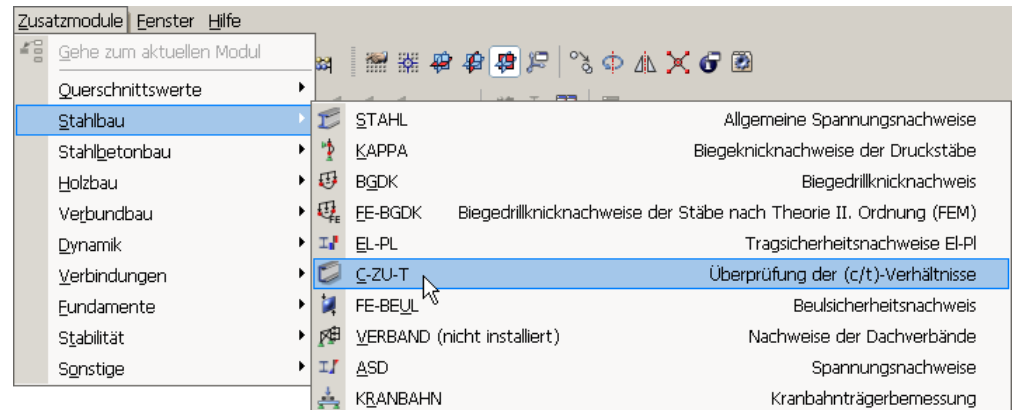 Zusatzmodule Fenster Hilfe
Gehe zum aktuellen Modul
Querschnittswerte
Stahlbau
Stahlbetonbau
Holzbau
Verbundbau
Dynamik
Verbindungen
Fundamente
Stabilität
Sonstige
STAHL Allgemeine Spannungsnachweise
KAPPA Biegeknicknachweise der Druckstäbe
BGDK Biegedrillknicknachweis
FE-BGDK Biegedrillknicknachweise der Stäbe nach Theorie II. Ordnung (FEM)
EL-PL Tragsicherheitsnachweise El-Pl
C-ZU-T Überprüfung der (c/t)-Verhältnisse
FE-BEUL Beulsicherheitsnachweis
VERBAND (nicht installiert) Nachweise der Dachverbände
ASD Spannungsnachweise
KRANBAHN Kranbahnträgerbemessung